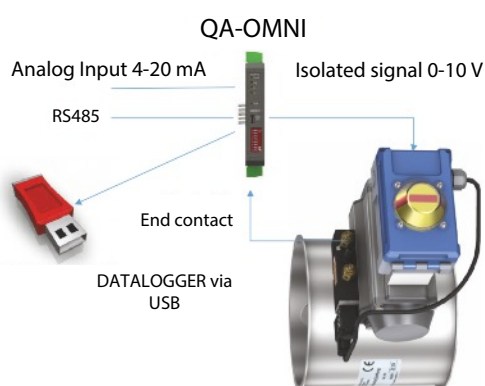 QA-OMNI
Analog Input 4-20 mA
Isolated signal 0-10 V
RS485
End contact
DATALOGGER via
USB